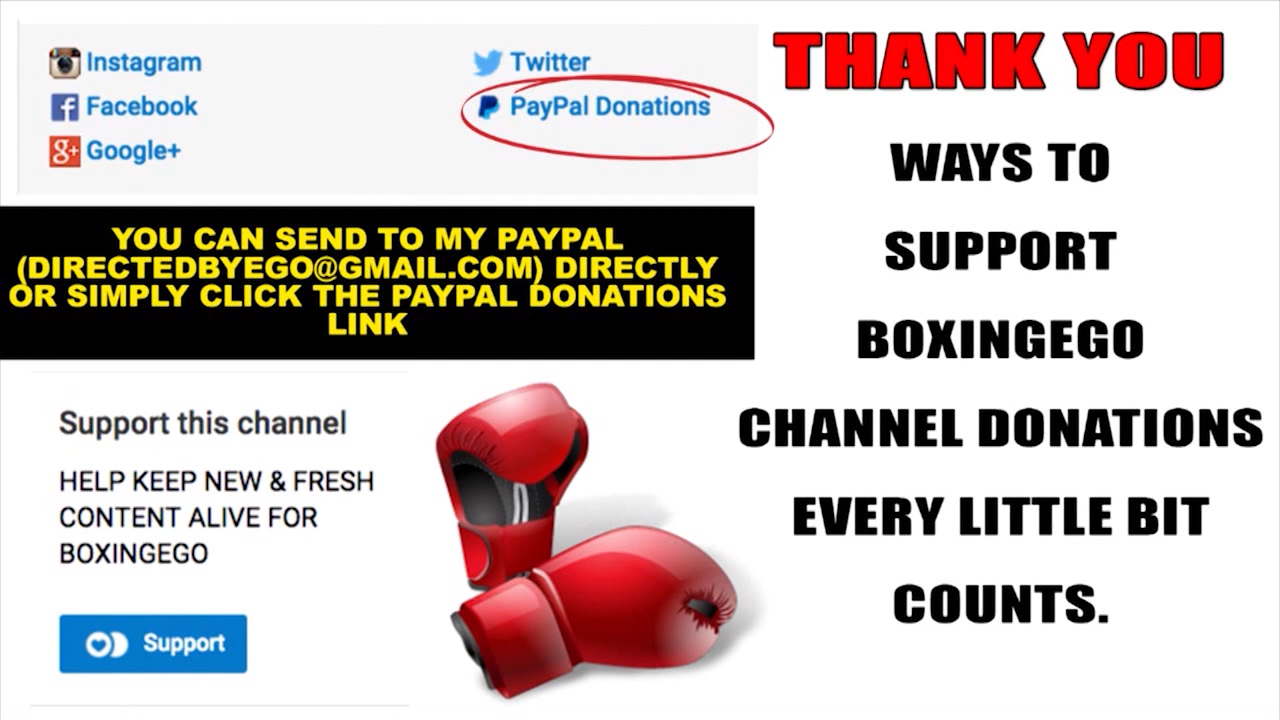 Instagram
Twitter
Facebook
PayPal Donations
g+ Google+
YOU CAN SEND TO MY PAYPAL
(DIRECTEDBYEGO@GMAIL.COM) DIRECTLY
OR SIMPLY CLICK THE PAYPAL DONATIONS
LINK
Support this channel
HELP KEEP NEW & FRESH
CONTENT ALIVE FOR
BOXINGEGO
Support
THANK YOU
WAYS TO
SUPPORT
BOXINGEGO
CHANNEL DONATIONS
EVERY LITTLE BIT
COUNTS.